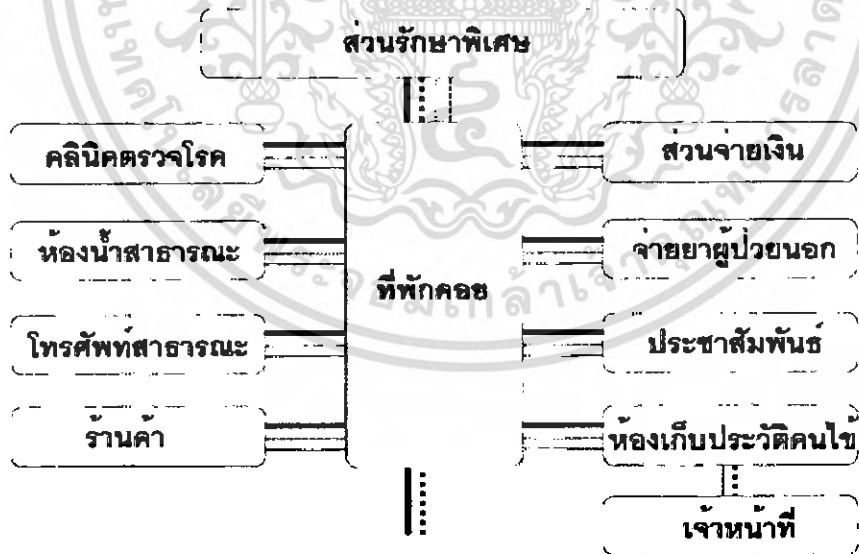 ส่วนรักษาพิเศษ
คลินิคตรวจโรค
ส่วนจ่ายเงิน
ห้องน้ำสาธารณะ
จ่ายยาผู้ป่วยนอก
ที่พักคอย
โทรศัพท์สาธารณะ
ประชาสัมพันธ์
ร้านค้า
ห้องเก็บประวัติคนไข้
เจ้าหน้าที่